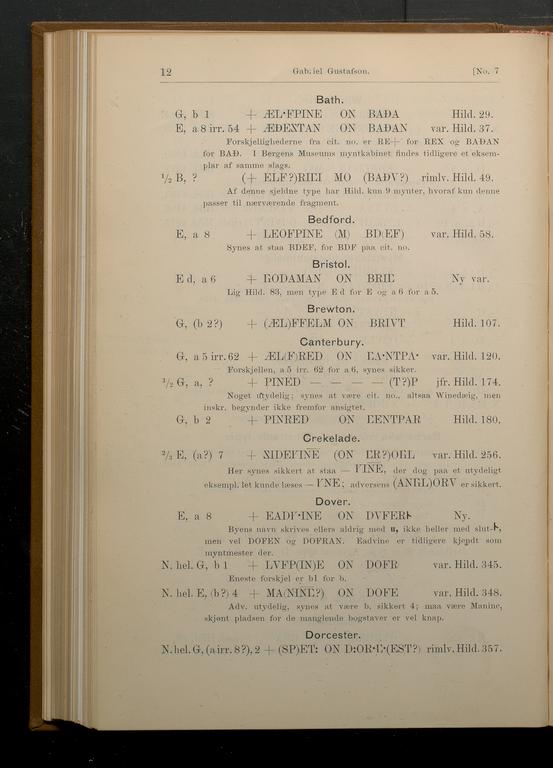 12 Gabriel Gustafson. [No. 7
Bath.
G, b 1 + ÆL·FPINE ON BAÐA Hild. 29.
E, a 8 irr. 54 + ÆÐEXTAN ON BAÐAN var. Hild. 37.
Forskjellighederne fra cit. no. er RE+ for REX og BAÐAN
for BAÐ. I Bergens Museums myntkabinet findes tidligere et eksem-
plar af samme slags.
½ B, ? (+ ELF?)RIEI MO (BAÐV?) rimlv. Hild. 49.
Af denne sjeldne type har Hild. kun 9 mynter, hvoraf kun denne
passer til nærværende fragment.
Bedford.
E, a 8 + LEOFPINE (M) BD(EF) var. Hild. 58.
Synes at staa BDEF, for BDF paa cit. no.
Bristol.
E d, a 6 + GODAMAN ON BRIE Ny var.
Lig Hild. 83, men type E d for E og a 6 for a 5.
Brewton.
G, (b 2?) + (ÆL)FFELM ON BRIVT Hild. 107.
Canterbury.
G, a 5 irr. 62 + ÆL(F)RED ON EA·NTPA· var. Hild. 120.
Forskjellen, a 5 irr. 62 for a 6, synes sikker.
½ G, a, ? + PINED — — — — (T?)P jfr. Hild. 174.
Noget utydelig; synes at være cit. no., altsaa Winedæig, men
inskr. begynder ikke fremfor ansigtet.
G, b 2 + PINRED ON EENTPAR Hild. 180.
Crekelade.
⅔ E, (a?) 7 + SIDEFINE (ON ER?)OGL var. Hild. 256.
Her synes sikkert at staa — FINE, der dog paa et utydeligt
eksempl. let kunde læses — FNE; adversens (ANGL)ORV er sikkert.
Dover.
E, a 8 + EADF·INE ON DVFER Ny.
Byens navn skrives ellers aldrig med u, ikke heller med slut-,
men vel DOFEN og DOFRAN. Eadvine er tidligere kjendt som
myntmester der.
N. hel. G, b 1 + LVFP(IN)E ON DOFR var. Hild. 345.
Eneste forskjel er b1 for b.
N. hel. E, (b?) 4 + MA(NINE?) ON DOFE var. Hild. 348.
Adv. utydelig, synes at være b, sikkert 4; maa være Manine,
skjønt pladsen for de manglende bogstaver er vel knap.
Dorcester.
N. hel. G, (a irr. 8?), 2 + (SP)ET: ON D:OR·E·(EST?) rimlv. Hild. 357.